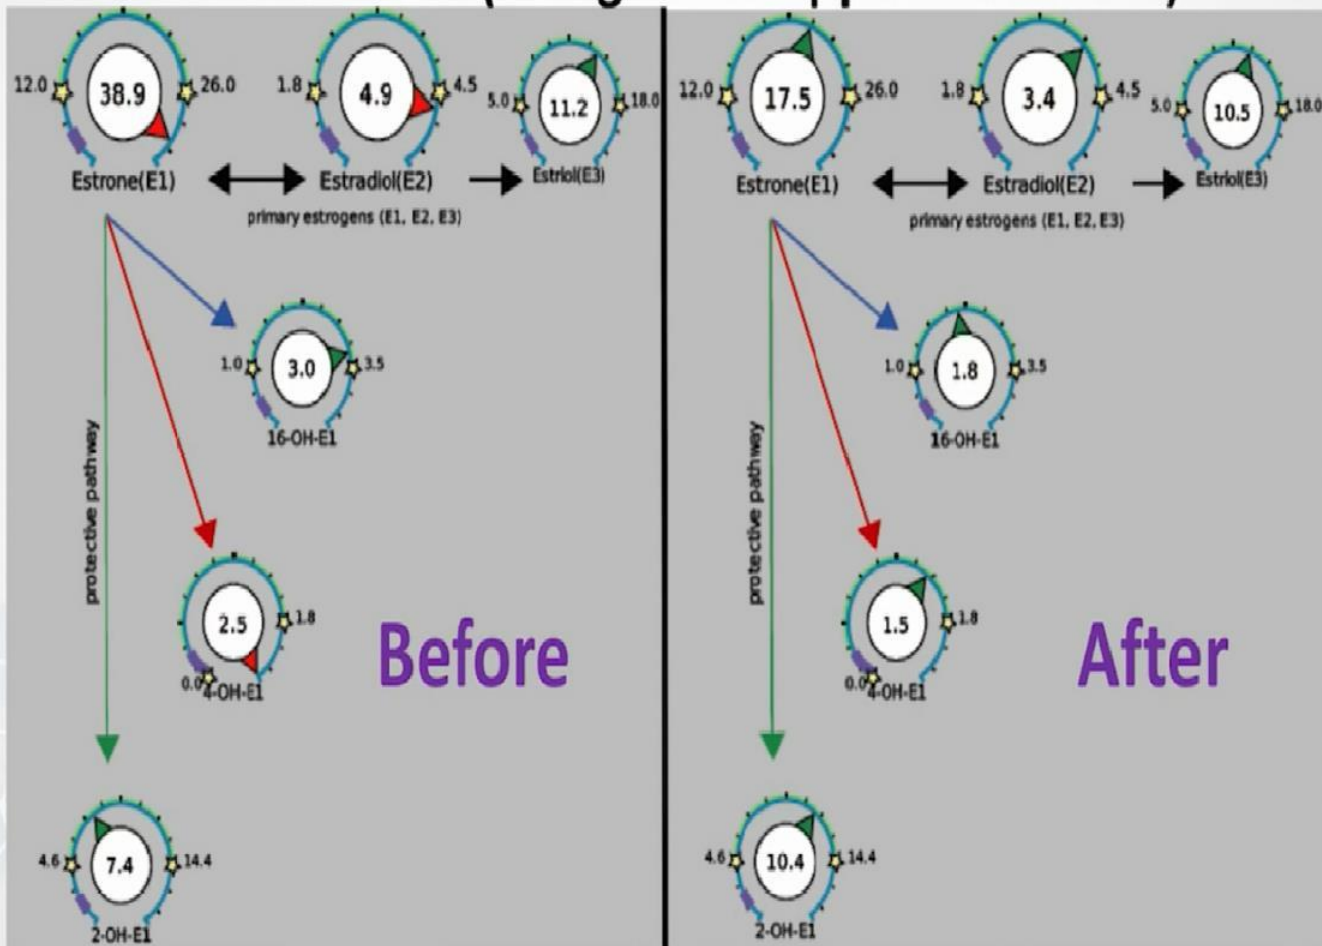 12.0 38.9 26.0 1.8 4.9 4.5 5.0 11.2 18.0
Estrone(E1) Estradiol(E2) Estriol(E3)
primary estrogens (E1, E2, E3)
1.0 3.0 3.5
16-OH-E1
protective pathway
2.5 1.8
0.0 4-OH-E1
Before
4.6 7.4 14.4
2-OH-E1
12.0 17.5 26.0 1.8 3.4 4.5 5.0 10.5 18.0
Estrone(E1) Estradiol(E2) Estriol(E3)
primary estrogens (E1, E2, E3)
1.0 1.8 3.5
16-OH-E1
protective pathway
1.5 1.8
0.0 4-OH-E1
After
4.6 10.4 14.4
2-OH-E1